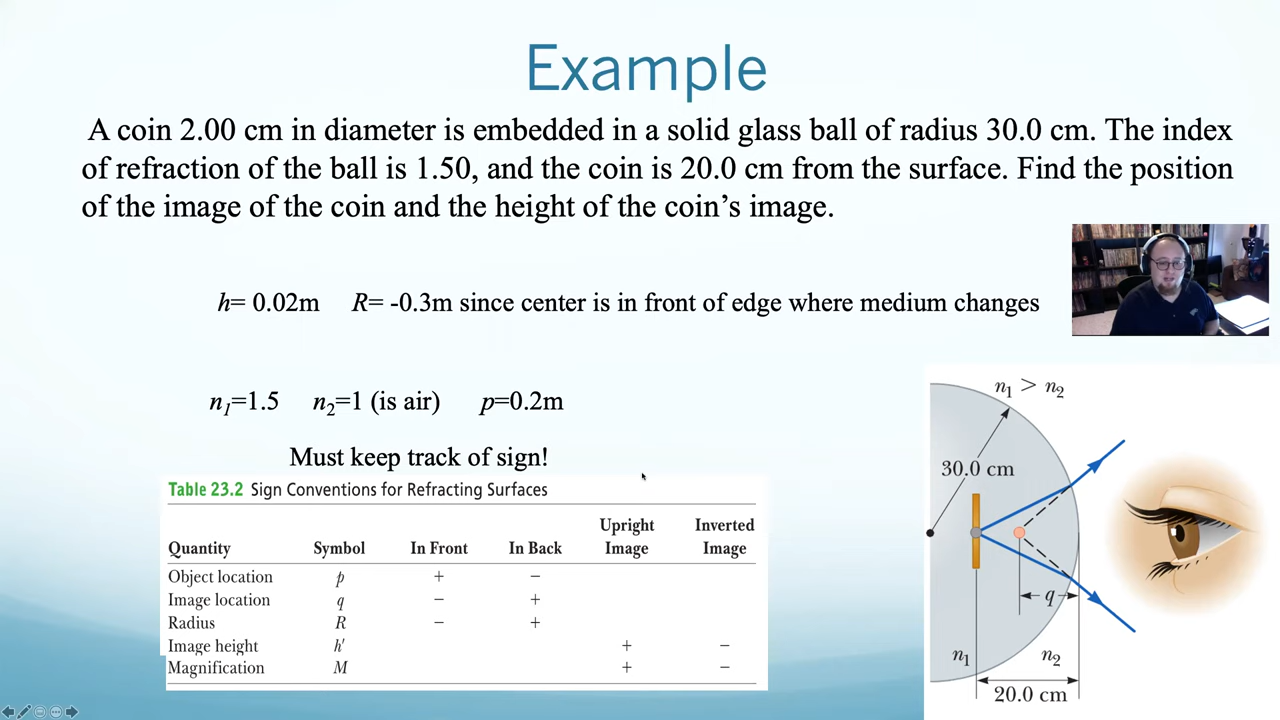 Example
A coin 2.00 cm in diameter is embedded in a solid glass ball of radius 30.0 cm. The index
of refraction of the ball is 1.50, and the coin is 20.0 cm from the surface. Find the position
of the image of the coin and the height of the coin’s image.
h= 0.02m R= -0.3m since center is in front of edge where medium changes
n₁=1.5 n₂=1 (is air) p=0.2m
Must keep track of sign!
Table 23.2 Sign Conventions for Refracting Surfaces
Quantity Symbol In Front In Back Upright Image Inverted Image
Object location p + −
Image location q − +
Radius R − +
Image height h′ + −
Magnification M + −
n₁ > n₂
30.0 cm
q
n₁ n₂
20.0 cm